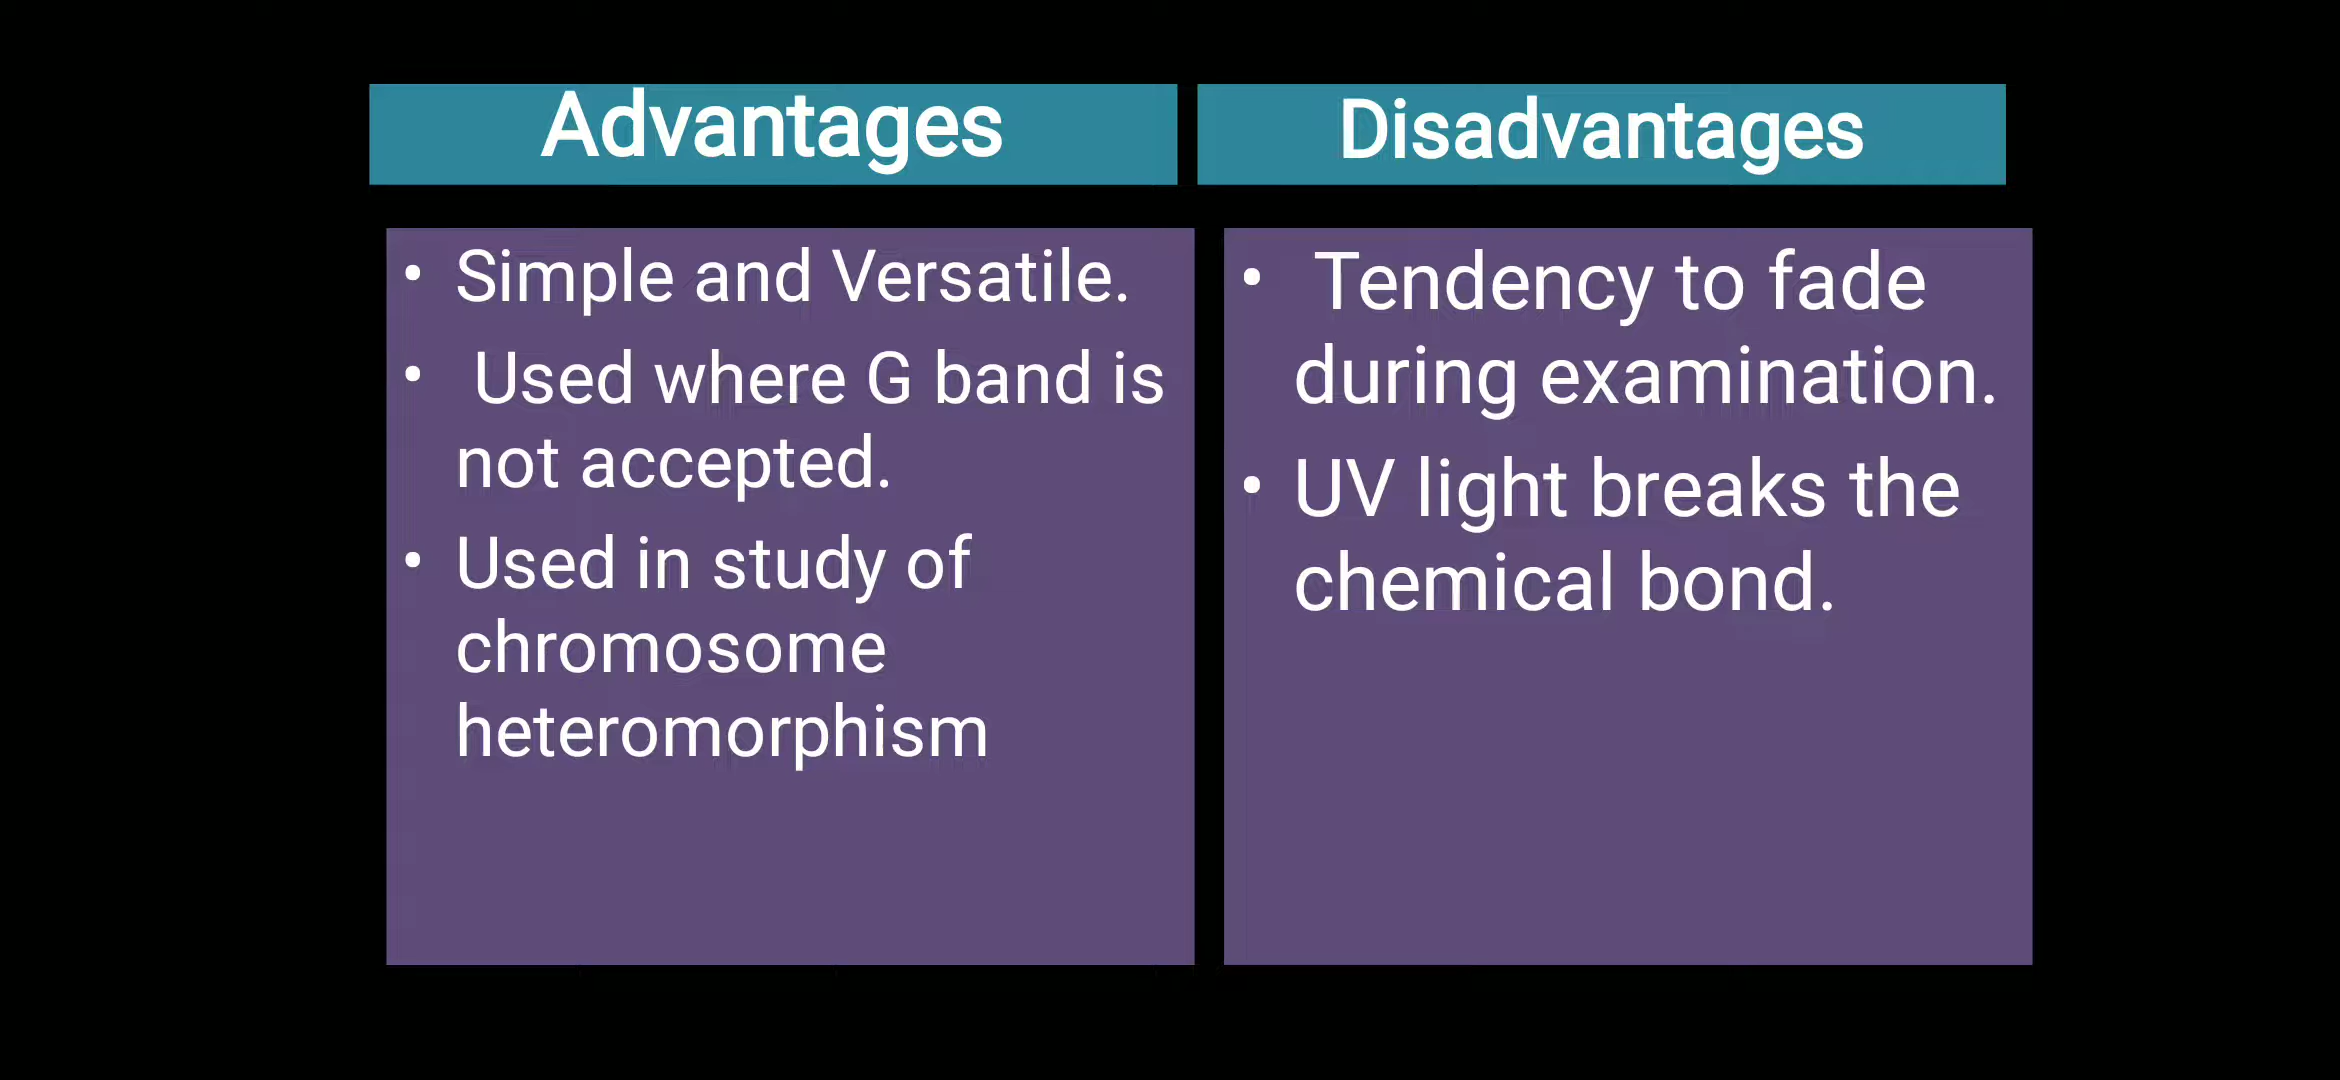 Advantages
Disadvantages
• Simple and Versatile.
• Used where G band is
not accepted.
• Used in study of
chromosome
heteromorphism
• Tendency to fade
during examination.
• UV light breaks the
chemical bond.